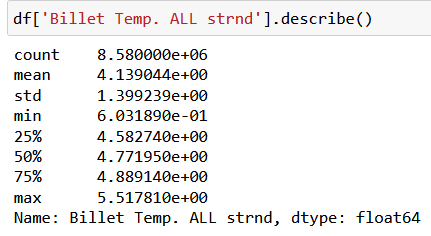 df['Billet Temp. ALL strnd'].describe()
count    8.580000e+06
mean     4.139044e+00
std      1.399239e+00
min      6.031890e-01
25%      4.582740e+00
50%      4.771950e+00
75%      4.889140e+00
max      5.517810e+00
Name: Billet Temp. ALL strnd, dtype: float64